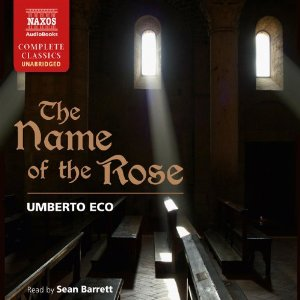 NAXOS
AudioBooks
COMPLETE
CLASSICS
UNABRIDGED
The
Name
of the Rose
UMBERTO ECO
Read by Sean Barrett